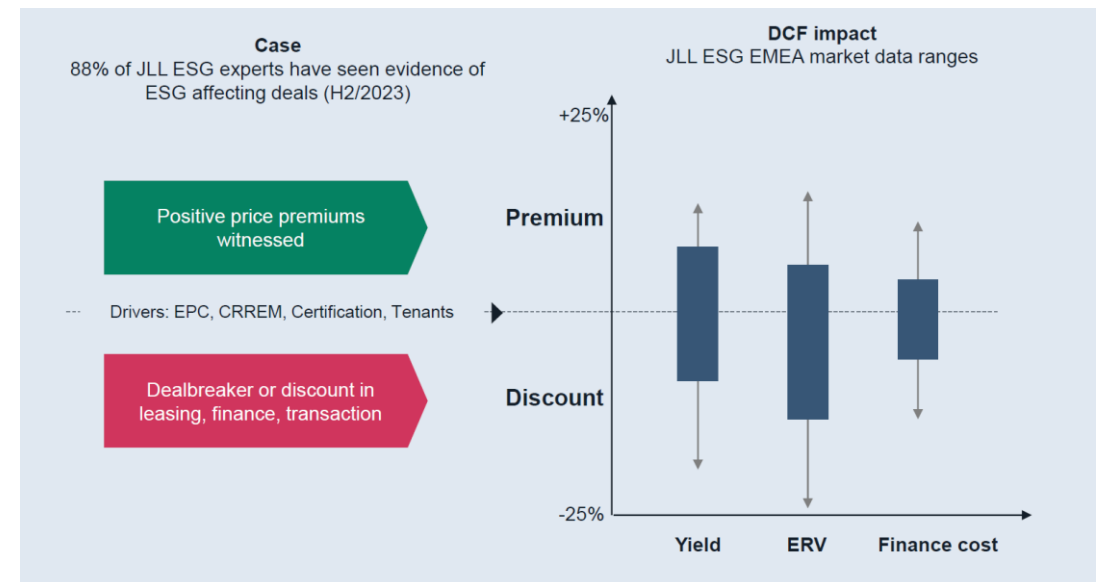 Case
88% of JLL ESG experts have seen evidence of
ESG affecting deals (H2/2023)
Positive price premiums
witnessed
Drivers: EPC, CRREM, Certification, Tenants
Dealbreaker or discount in
leasing, finance, transaction
DCF impact
JLL ESG EMEA market data ranges
+25%
Premium
Discount
-25%
Yield
ERV
Finance cost